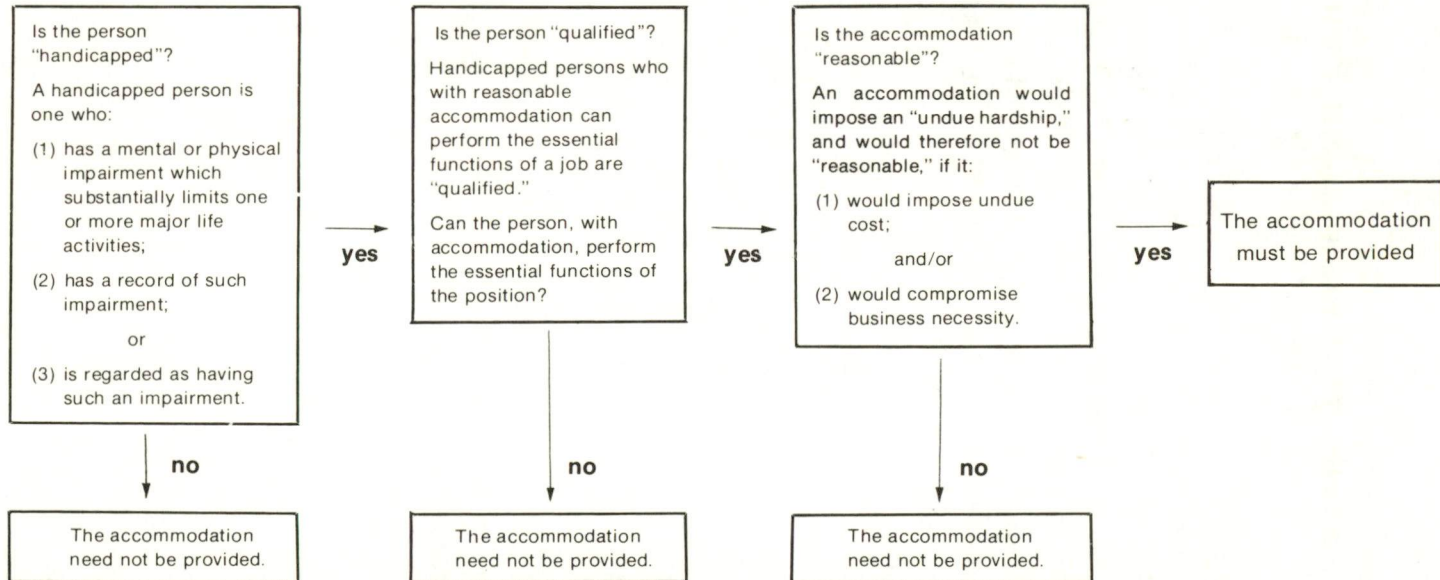 Is the person
“handicapped”?
A handicapped person is
one who:
(1) has a mental or physical
impairment which
substantially limits one
or more major life
activities;
(2) has a record of such
impairment;
or
(3) is regarded as having
such an impairment.
yes
no
The accommodation
need not be provided.
Is the person “qualified”?
Handicapped persons who
with reasonable
accommodation can
perform the essential
functions of a job are
“qualified.”
Can the person, with
accommodation, perform
the essential functions of
the position?
yes
no
The accommodation
need not be provided.
Is the accommodation
“reasonable”?
An accommodation would
impose an “undue hardship,”
and would therefore not be
“reasonable,” if it:
(1) would impose undue
cost;
and/or
(2) would compromise
business necessity.
yes
no
The accommodation
need not be provided.
The accommodation
must be provided